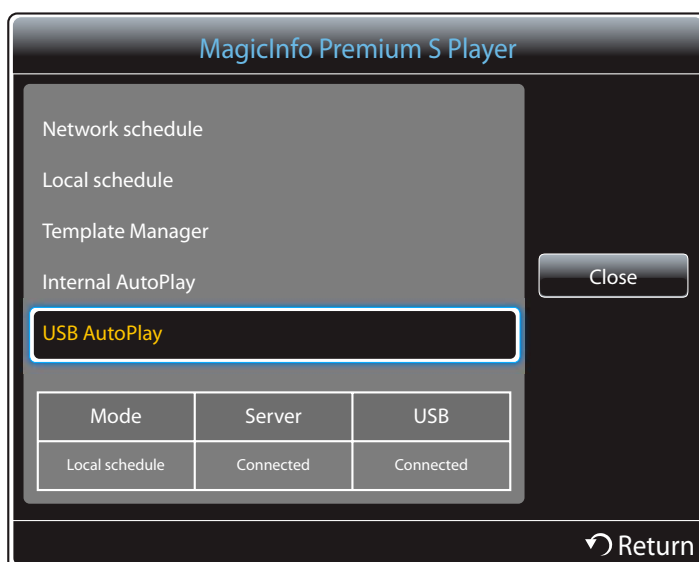 MagicInfo Premium S Player
Network schedule
Local schedule
Template Manager
Internal AutoPlay
USB AutoPlay
Close
Mode Server USB
Local schedule Connected Connected
Return